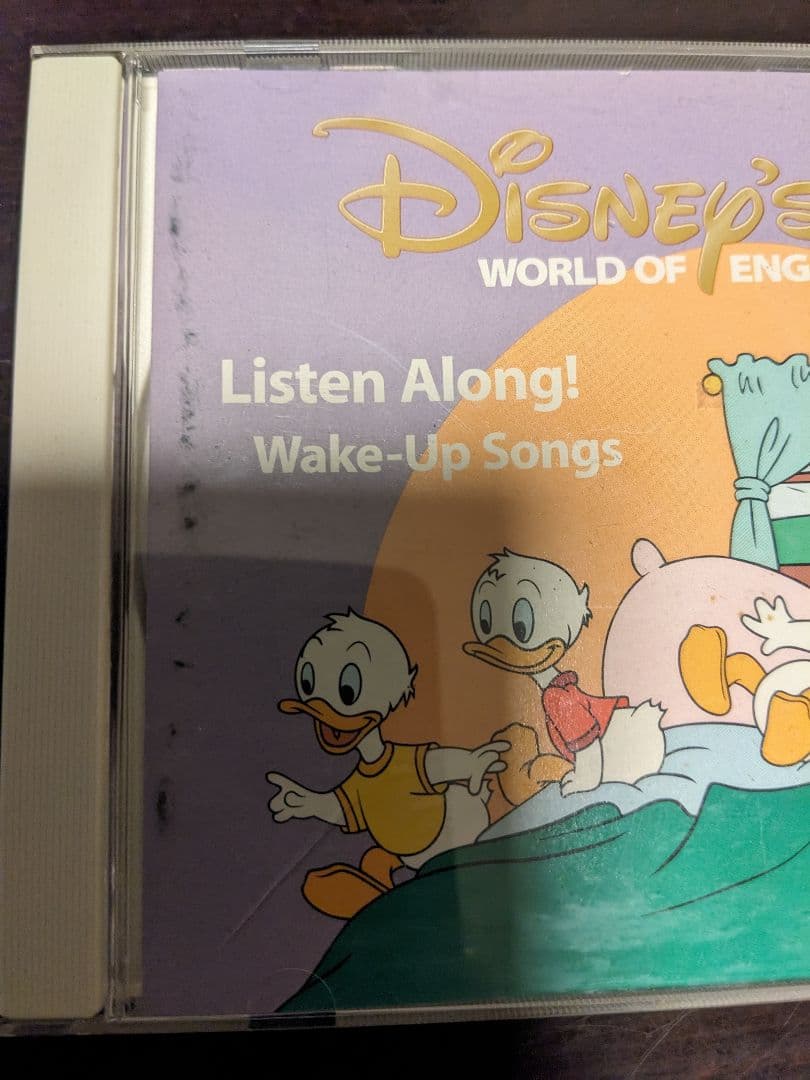 DISNEY'S
WORLD OF ENG
Listen Along!
Wake-Up Songs